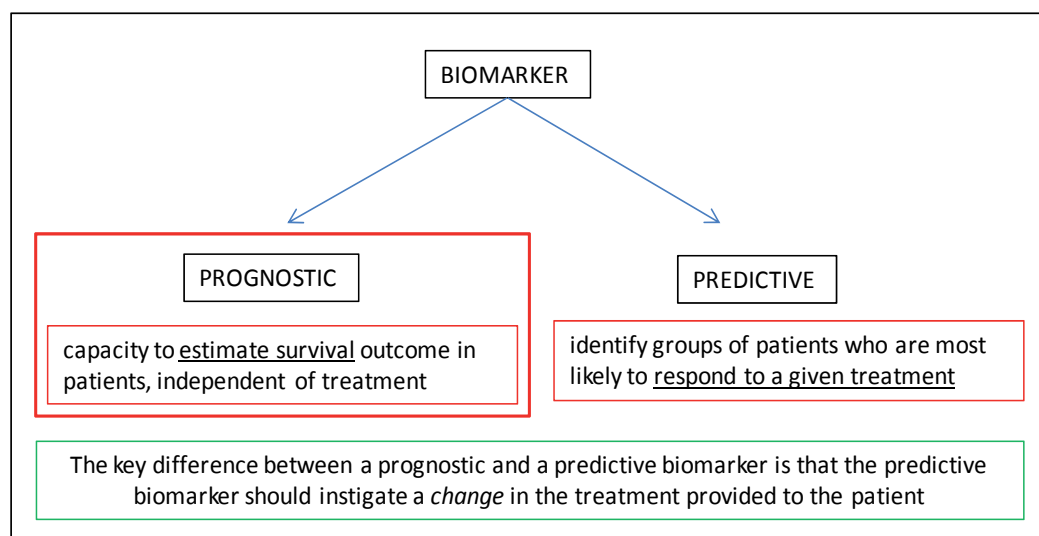 BIOMARKER
PROGNOSTIC
capacity to estimate survival outcome in
patients, independent of treatment
PREDICTIVE
identify groups of patients who are most
likely to respond to a given treatment
The key difference between a prognostic and a predictive biomarker is that the predictive
biomarker should instigate a change in the treatment provided to the patient